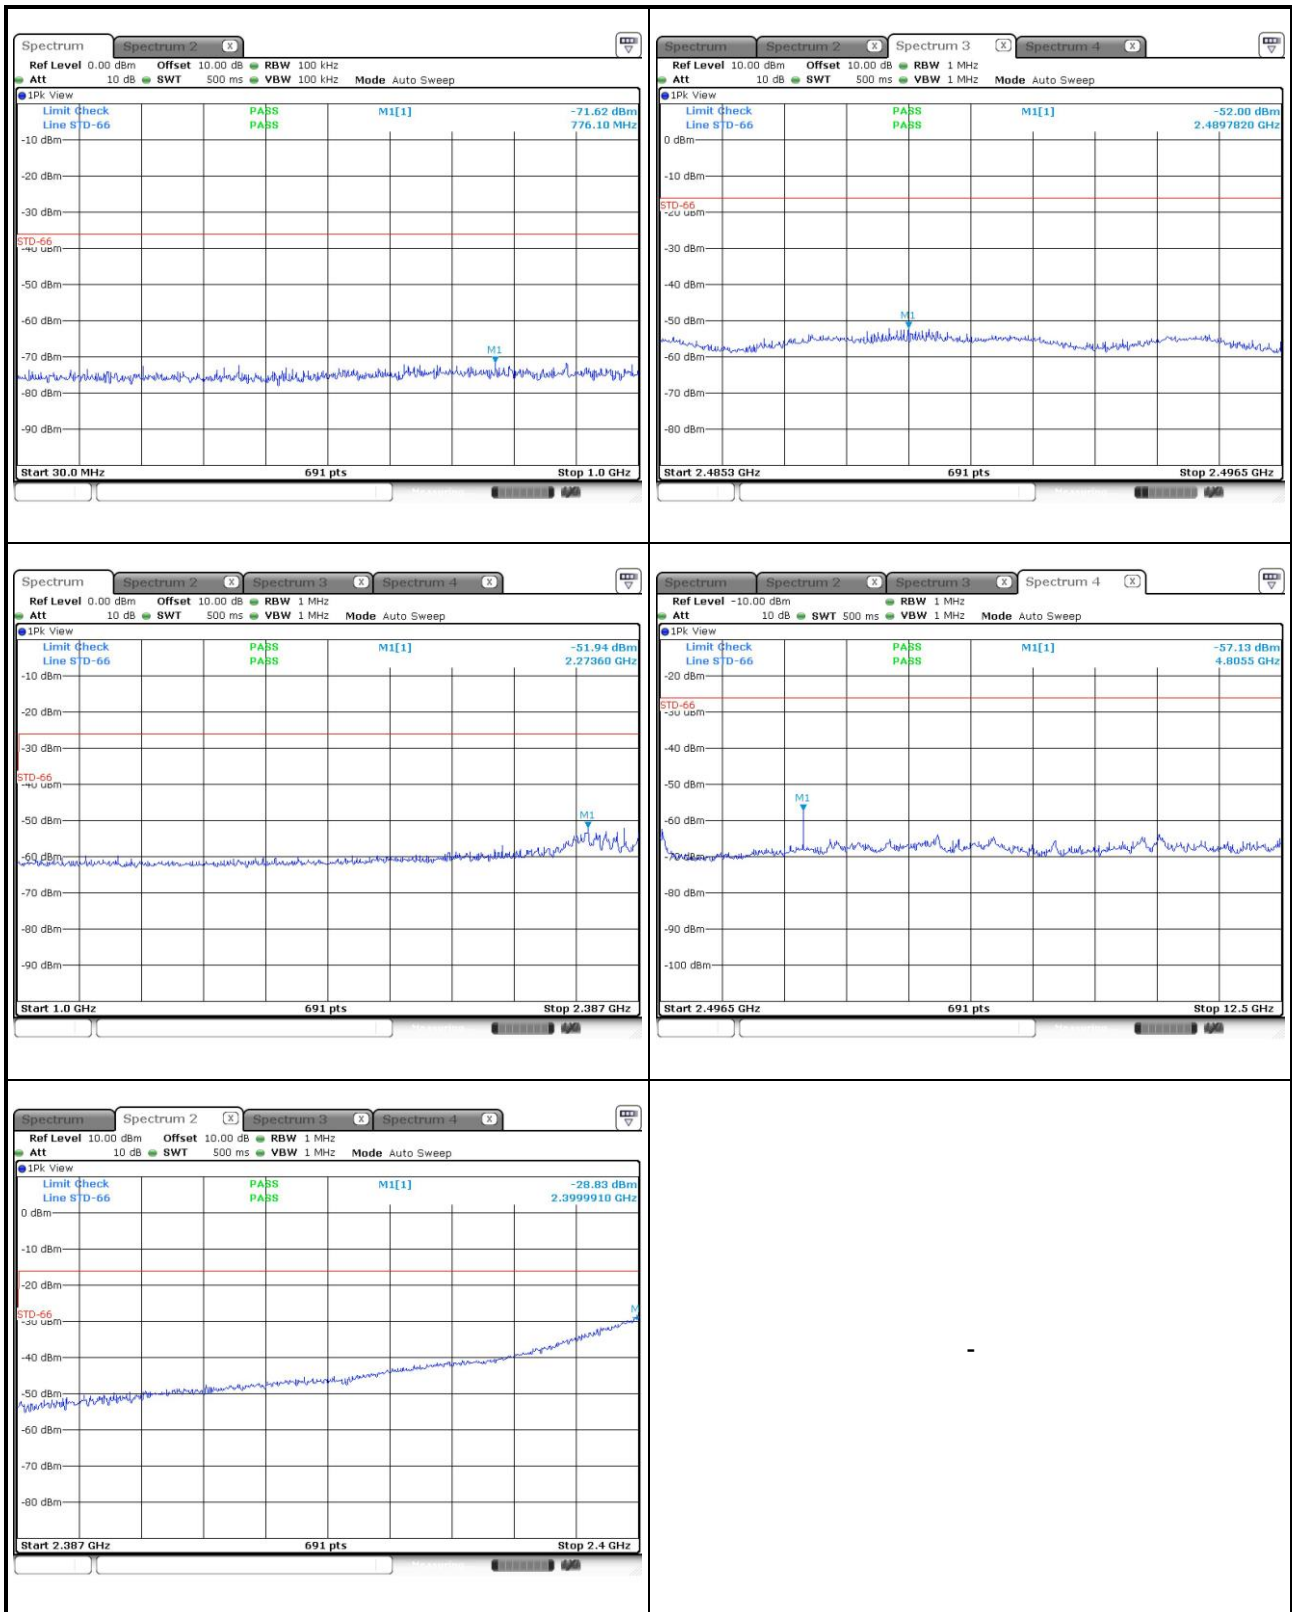 Spectrum Spectrum 2 X
Ref Level 0.00 dBm Offset 10.00 dB RBW 100 kHz
Att 10 dB SWT 500 ms VBW 100 kHz Mode Auto Sweep
1Pk View
Limit Check PASS M1[1] -71.62 dBm
Line STD-66 PASS 776.10 MHz
-10 dBm
-20 dBm
-30 dBm
STD-66
-40 dBm
-50 dBm
-60 dBm
M1
-70 dBm
-80 dBm
-90 dBm
Start 30.0 MHz 691 pts Stop 1.0 GHz
Spectrum Spectrum 2 X Spectrum 3 X Spectrum 4 X
Ref Level 10.00 dBm Offset 10.00 dB RBW 1 MHz
Att 10 dB SWT 500 ms VBW 1 MHz Mode Auto Sweep
1Pk View
Limit Check PASS M1[1] -52.00 dBm
Line STD-66 PASS 2.4897820 GHz
0 dBm
-10 dBm
STD-66
-20 dBm
-30 dBm
-40 dBm
M1
-50 dBm
-60 dBm
-70 dBm
-80 dBm
Start 2.4853 GHz 691 pts Stop 2.4965 GHz
Spectrum Spectrum 2 X Spectrum 3 X Spectrum 4 X
Ref Level 0.00 dBm Offset 10.00 dB RBW 1 MHz
Att 10 dB SWT 500 ms VBW 1 MHz Mode Auto Sweep
1Pk View
Limit Check PASS M1[1] -51.94 dBm
Line STD-66 PASS 2.27360 GHz
-10 dBm
-20 dBm
-30 dBm
STD-66
-40 dBm
M1
-50 dBm
-60 dBm
-70 dBm
-80 dBm
-90 dBm
Start 1.0 GHz 691 pts Stop 2.387 GHz
Spectrum Spectrum 2 X Spectrum 3 X Spectrum 4 X
Ref Level -10.00 dBm RBW 1 MHz
Att 10 dB SWT 500 ms VBW 1 MHz Mode Auto Sweep
1Pk View
Limit Check PASS M1[1] -57.13 dBm
Line STD-66 PASS 4.8055 GHz
-20 dBm
STD-66
-30 dBm
-40 dBm
-50 dBm
M1
-60 dBm
-70 dBm
-80 dBm
-90 dBm
-100 dBm
Start 2.4965 GHz 691 pts Stop 12.5 GHz
Spectrum Spectrum 2 X Spectrum 3 X Spectrum 4 X
Ref Level 10.00 dBm Offset 10.00 dB RBW 1 MHz
Att 10 dB SWT 500 ms VBW 1 MHz Mode Auto Sweep
1Pk View
Limit Check PASS M1[1] -28.83 dBm
Line STD-66 PASS 2.3999910 GHz
0 dBm
-10 dBm
-20 dBm
STD-66 M
-30 dBm
-40 dBm
-50 dBm
-60 dBm
-70 dBm
-80 dBm
Start 2.387 GHz 691 pts Stop 2.4 GHz
-